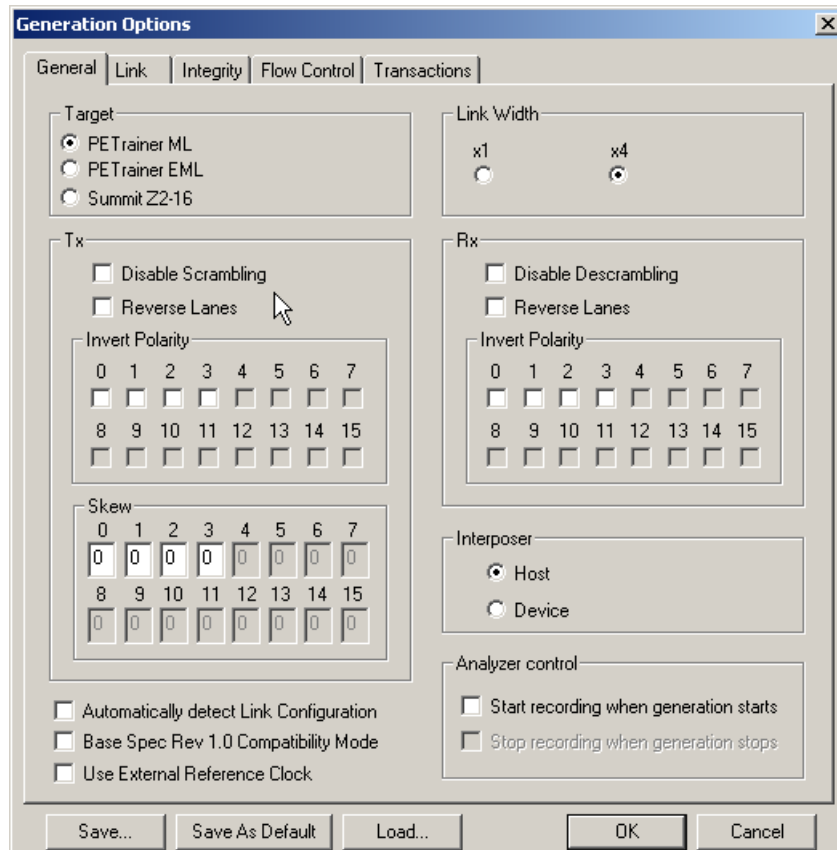 Generation Options
General Link Integrity Flow Control Transactions
Target
PETrainer ML
PETrainer EML
Summit Z2-16
Link Width
x1 x4
Tx
Disable Scrambling
Reverse Lanes
Invert Polarity
0 1 2 3 4 5 6 7
8 9 10 11 12 13 14 15
Skew
0 1 2 3 4 5 6 7
0 0 0 0 0 0 0 0
8 9 10 11 12 13 14 15
0 0 0 0 0 0 0 0
Rx
Disable Descrambling
Reverse Lanes
Invert Polarity
0 1 2 3 4 5 6 7
8 9 10 11 12 13 14 15
Interposer
Host
Device
Analyzer control
Start recording when generation starts
Stop recording when generation stops
Automatically detect Link Configuration
Base Spec Rev 1.0 Compatibility Mode
Use External Reference Clock
Save... Save As Default Load... OK Cancel